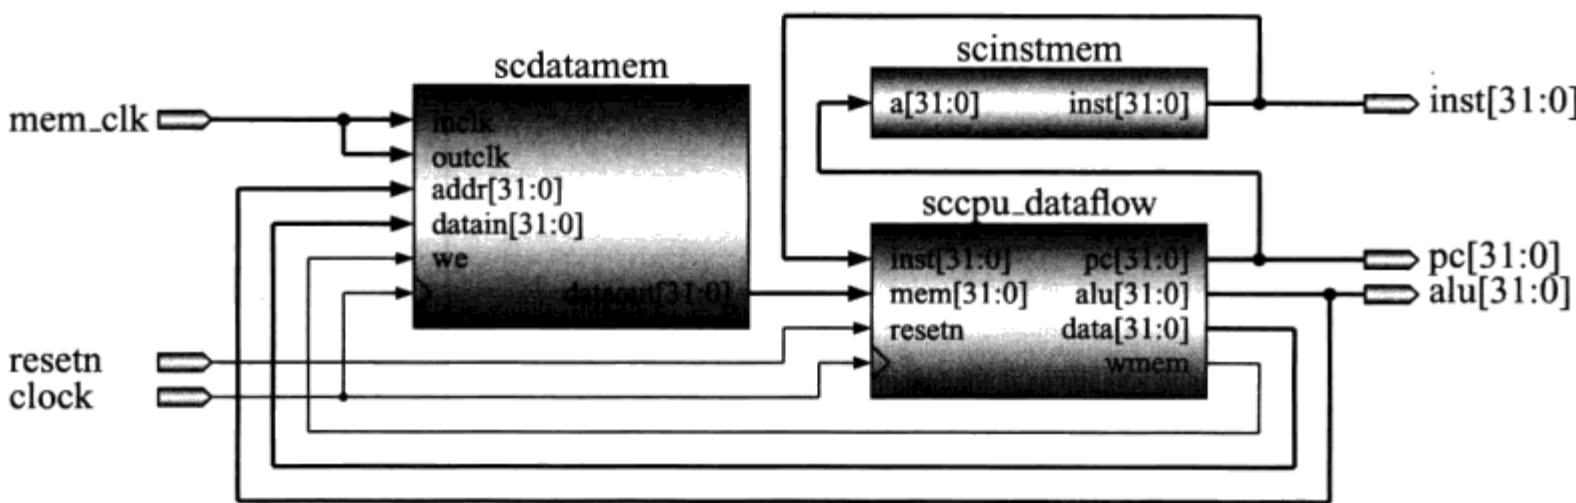 scdatamem
mem_clk
inclk
outclk
addr[31:0]
datain[31:0]
we
dataout[31:0]
resetn
clock
scinstmem
a[31:0] inst[31:0]
inst[31:0]
sccpu_dataflow
inst[31:0] pc[31:0]
mem[31:0] alu[31:0]
resetn data[31:0]
wmem
pc[31:0]
alu[31:0]